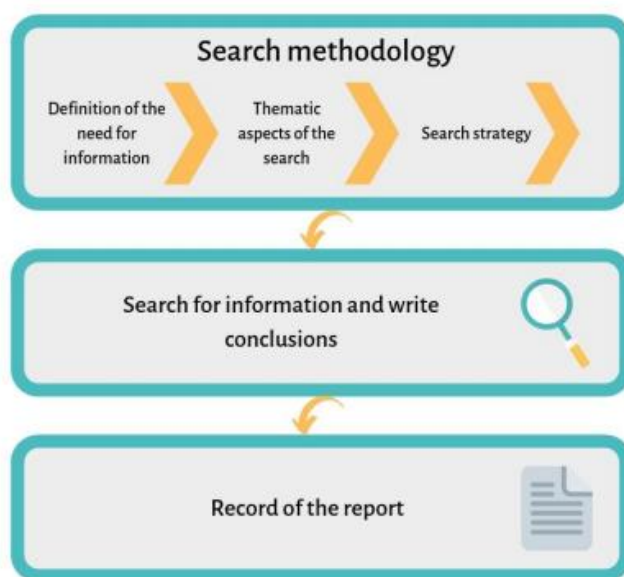 Search methodology
Definition of the
need for
information
Thematic
aspects of the
search
Search strategy
Search for information and write
conclusions
Record of the report